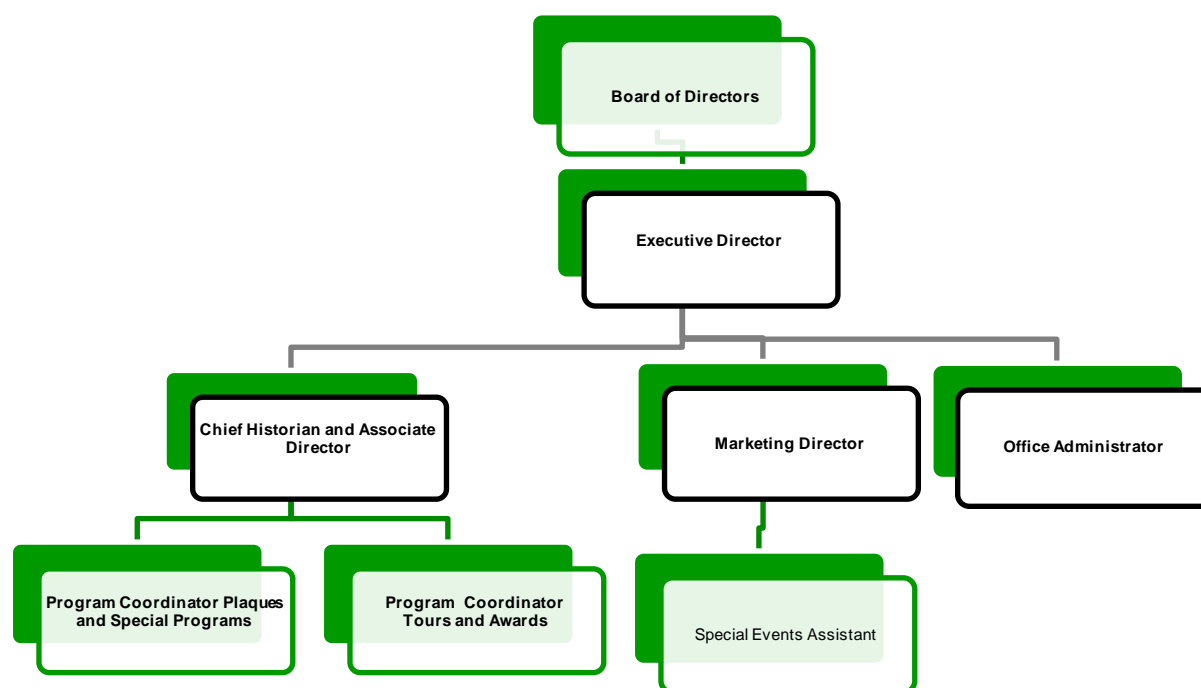 Board of Directors
Executive Director
Chief Historian and Associate
Director
Marketing Director
Office Administrator
Program Coordinator Plaques
and Special Programs
Program Coordinator
Tours and Awards
Special Events Assistant